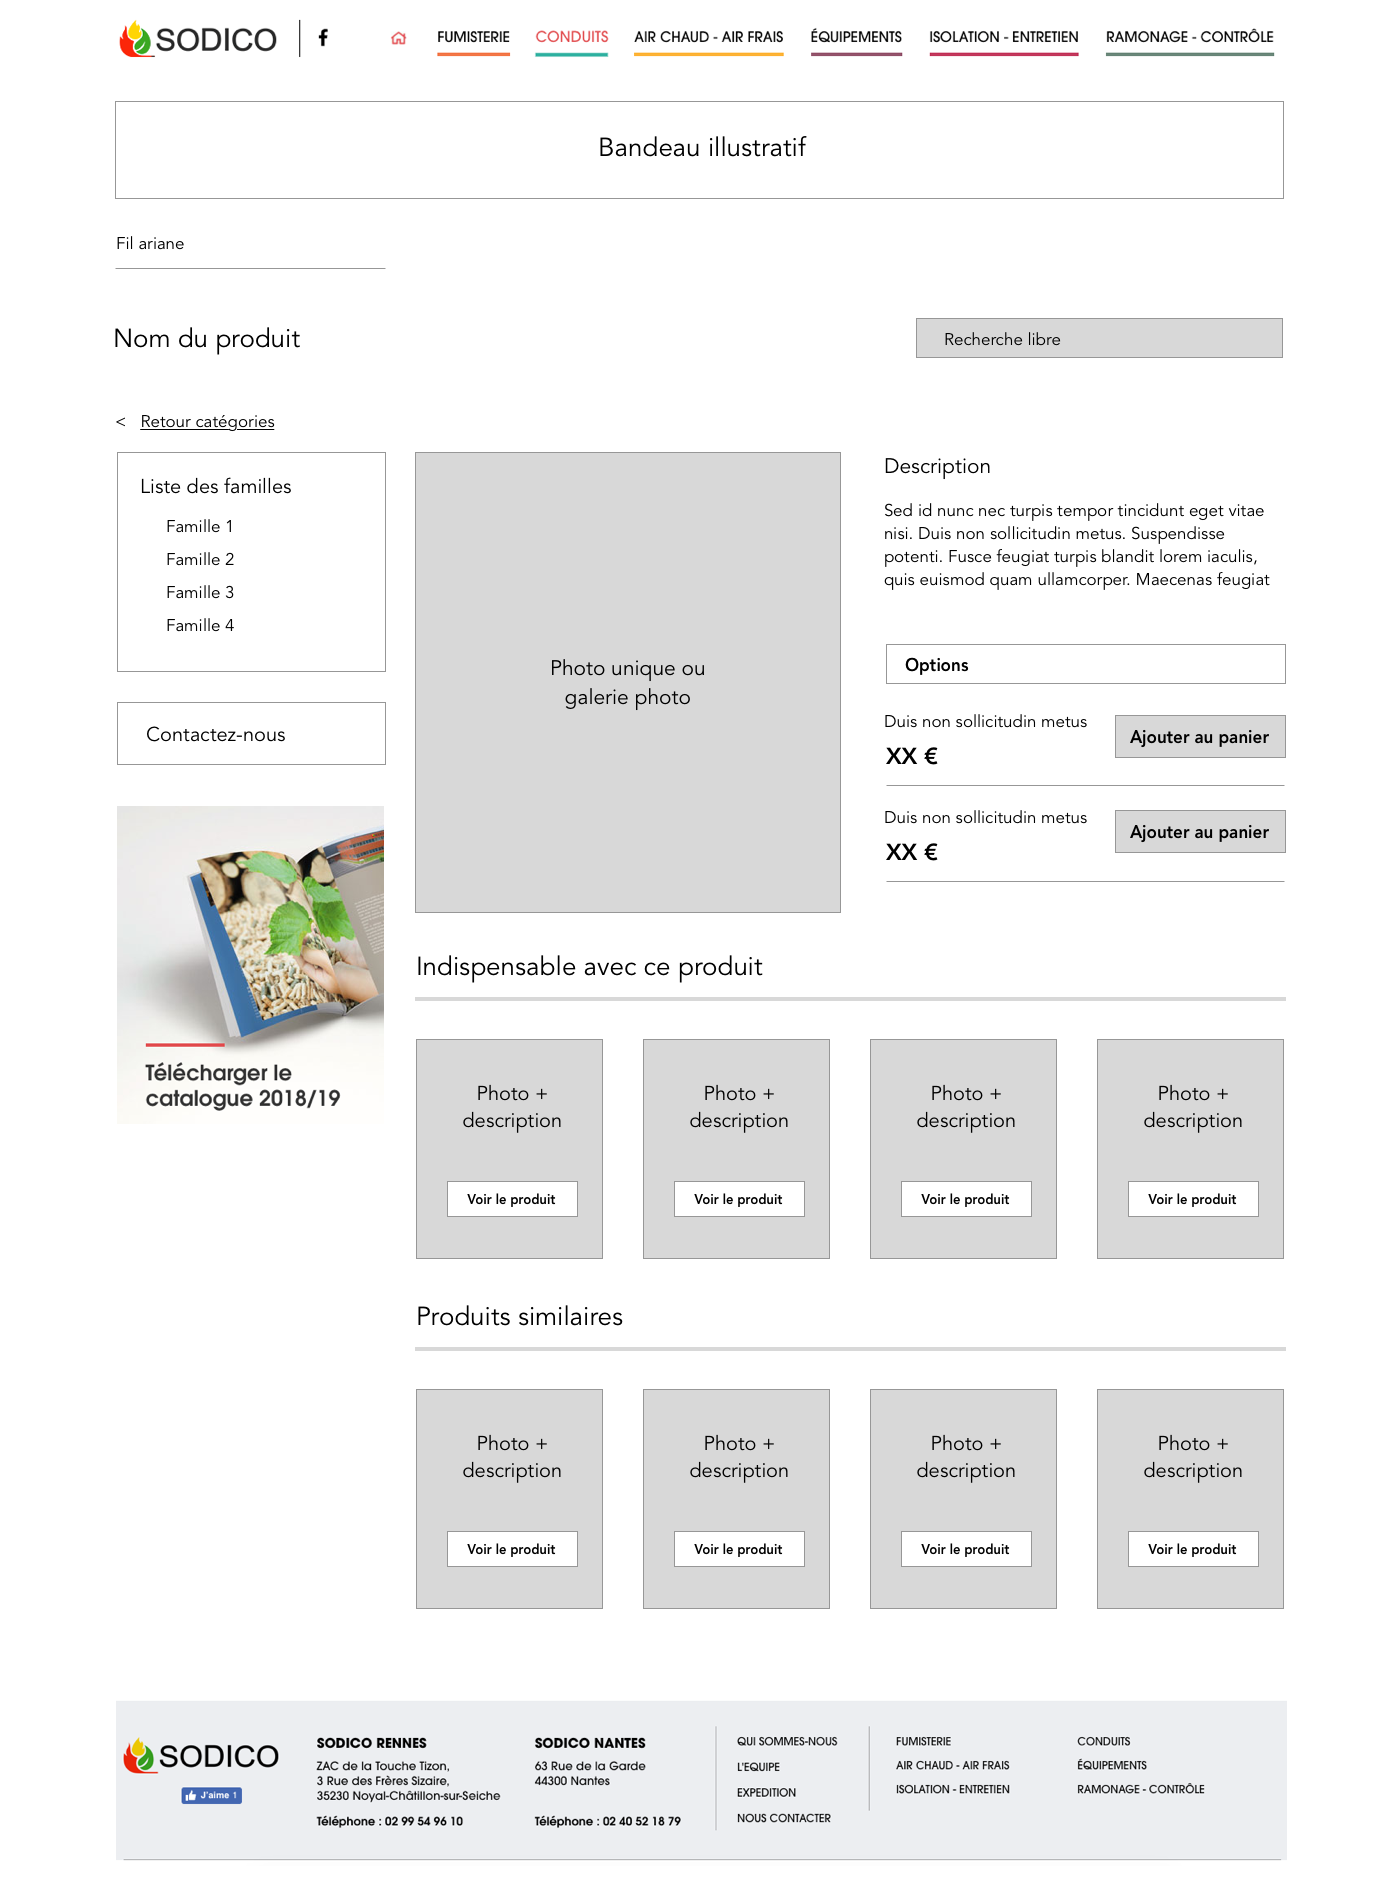 SODICO
FUMISTERIE
CONDUITS
AIR CHAUD - AIR FRAIS
ÉQUIPEMENTS
ISOLATION - ENTRETIEN
RAMONAGE - CONTRÔLE
Bandeau illustratif
Fil ariane
Nom du produit
Recherche libre
< Retour catégories
Liste des familles
Famille 1
Famille 2
Famille 3
Famille 4
Contactez-nous
Télécharger le
catalogue 2018/19
Photo unique ou
galerie photo
Description
Sed id nunc nec turpis tempor tincidunt eget vitae
nisi. Duis non sollicitudin metus. Suspendisse
potenti. Fusce feugiat turpis blandit lorem iaculis,
quis euismod quam ullamcorper. Maecenas feugiat
Options
Duis non sollicitudin metus
XX €
Ajouter au panier
Duis non sollicitudin metus
XX €
Ajouter au panier
Indispensable avec ce produit
Photo +
description
Voir le produit
Photo +
description
Voir le produit
Photo +
description
Voir le produit
Photo +
description
Voir le produit
Produits similaires
Photo +
description
Voir le produit
Photo +
description
Voir le produit
Photo +
description
Voir le produit
Photo +
description
Voir le produit
SODICO
J'aime 1
SODICO RENNES
ZAC de la Touche Tizon,
3 Rue des Frères Sizaire,
35230 Noyal-Châtillon-sur-Seiche
Téléphone : 02 99 54 96 10
SODICO NANTES
63 Rue de la Garde
44300 Nantes
Téléphone : 02 40 52 18 79
QUI SOMMES-NOUS
L'EQUIPE
EXPEDITION
NOUS CONTACTER
FUMISTERIE
AIR CHAUD - AIR FRAIS
ISOLATION - ENTRETIEN
CONDUITS
ÉQUIPEMENTS
RAMONAGE - CONTRÔLE